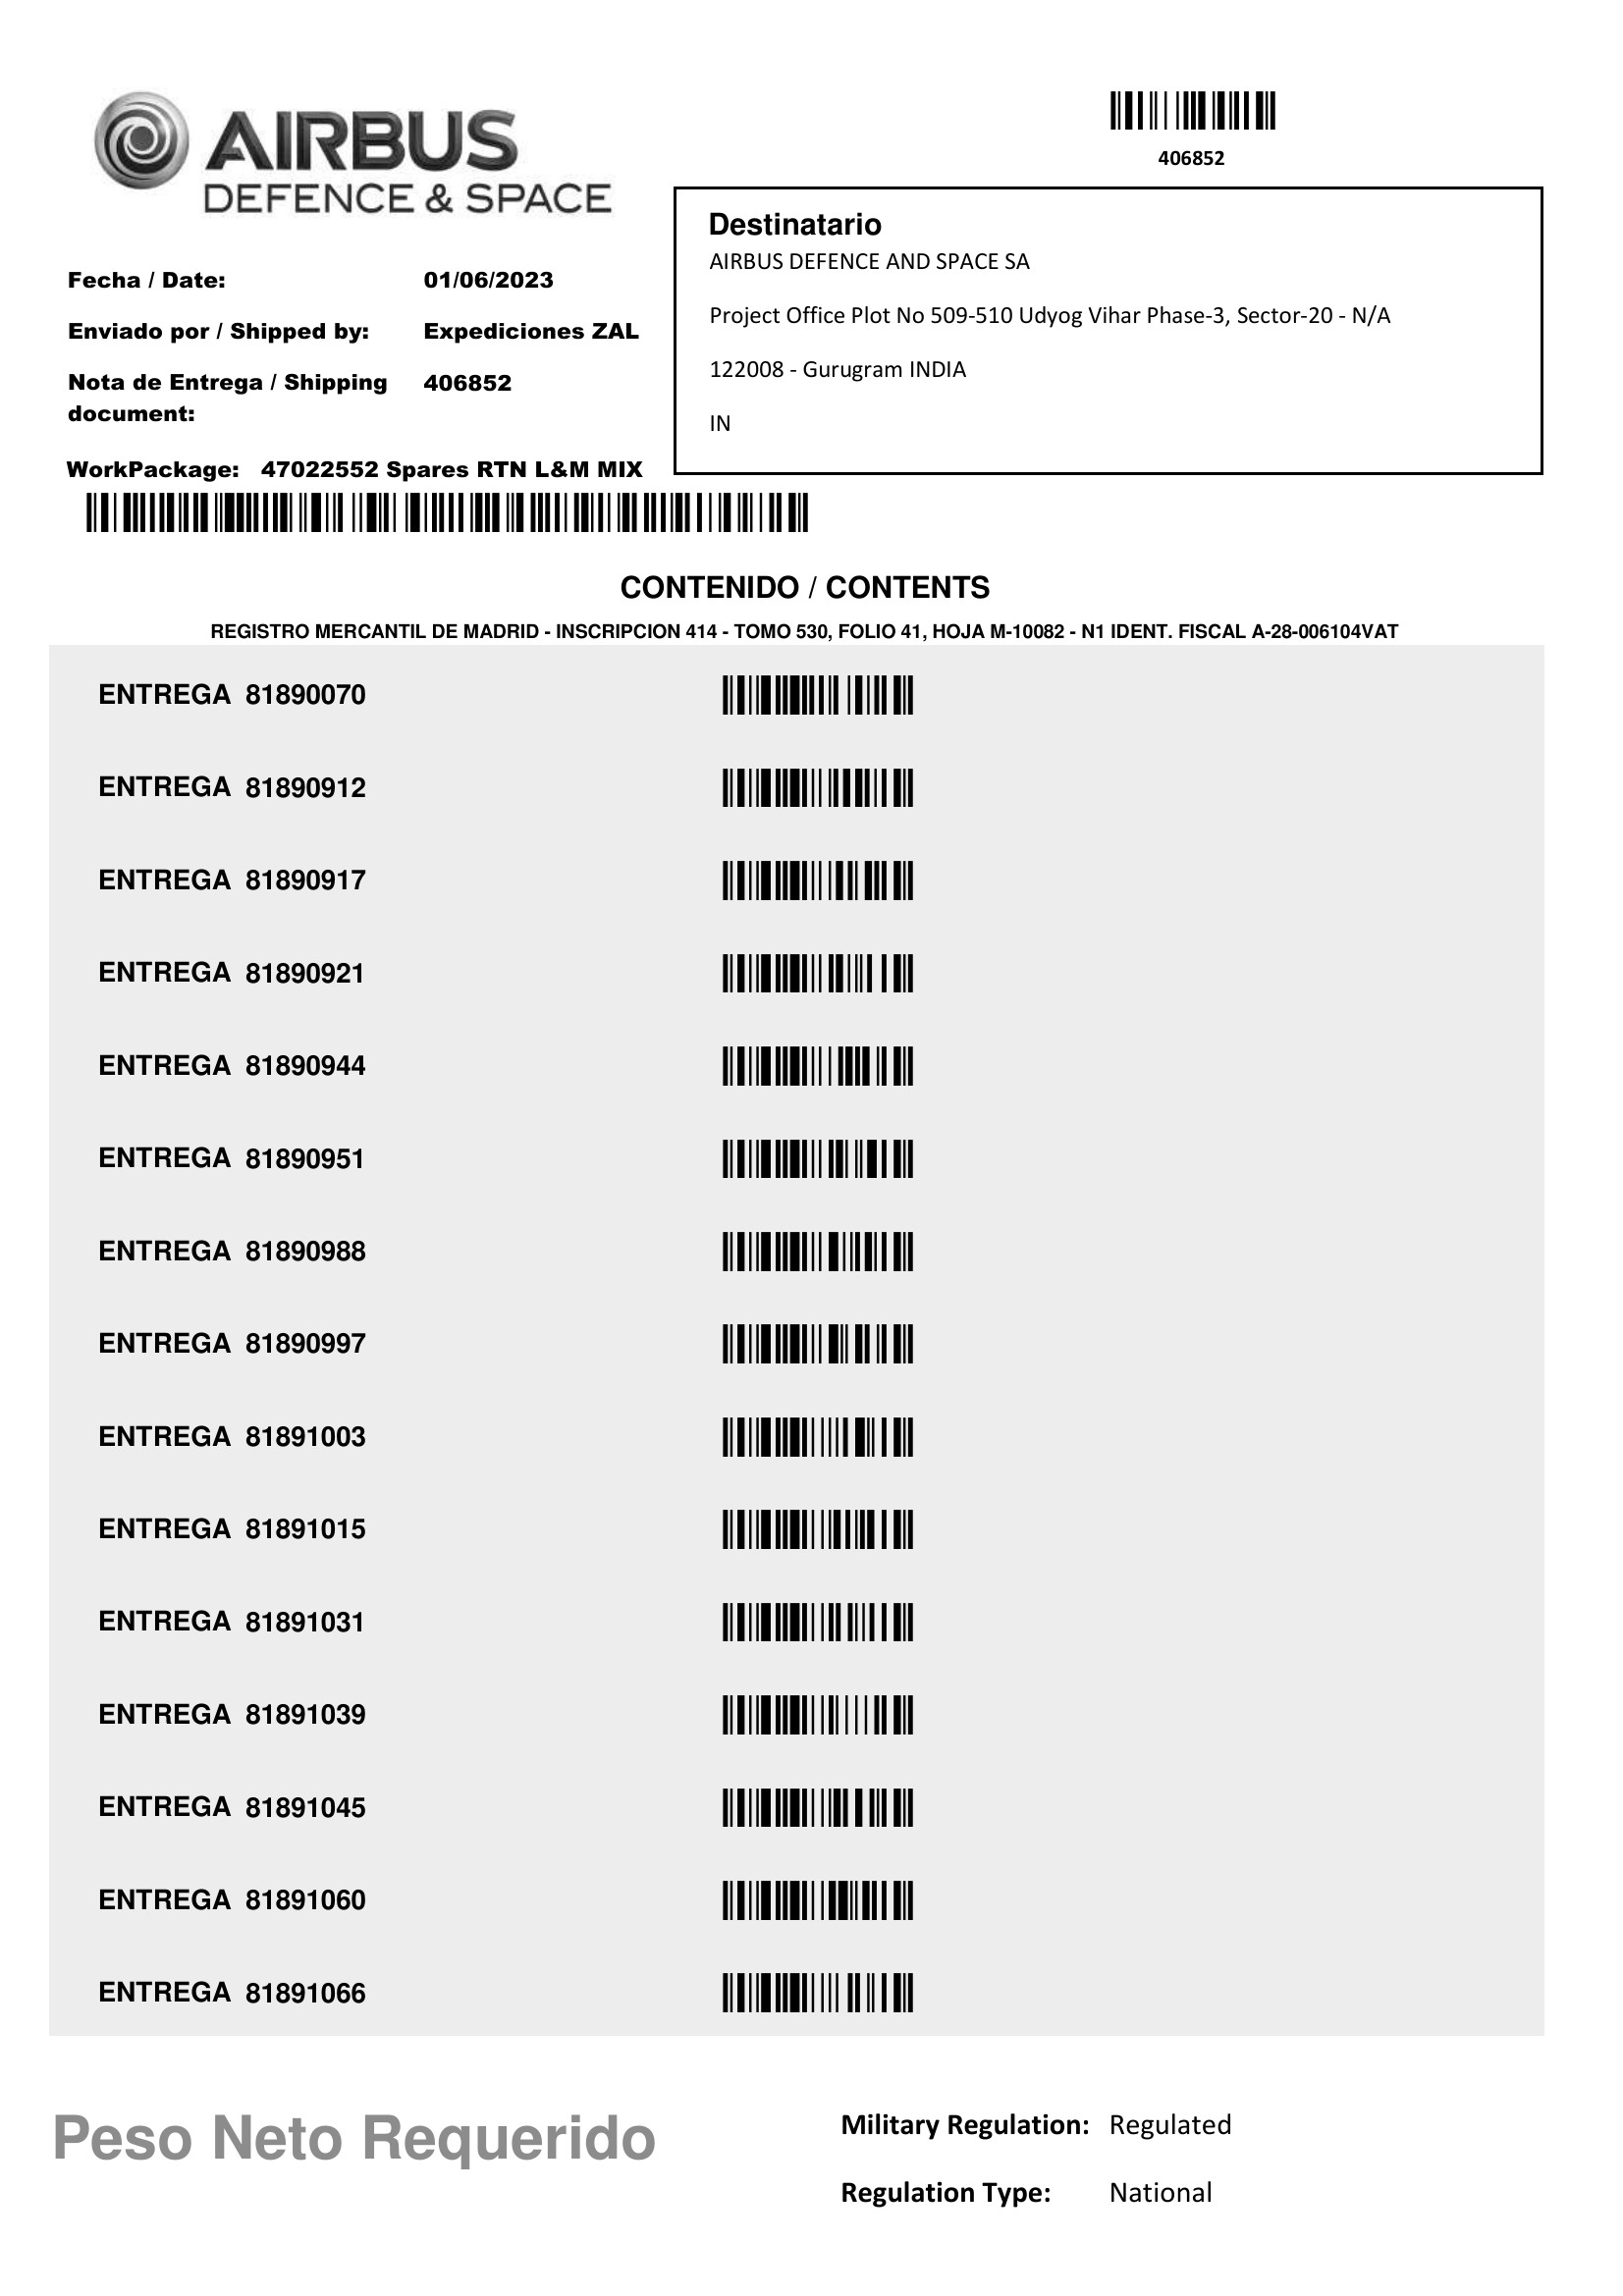 AIRBUS
DEFENCE & SPACE
406852
Destinatario
AIRBUS DEFENCE AND SPACE SA
Project Office Plot No 509-510 Udyog Vihar Phase-3, Sector-20 - N/A
122008 - Gurugram INDIA
IN
Fecha / Date: 01/06/2023
Enviado por / Shipped by: Expediciones ZAL
Nota de Entrega / Shipping 406852
document:
WorkPackage: 47022552 Spares RTN L&M MIX
CONTENIDO / CONTENTS
REGISTRO MERCANTIL DE MADRID - INSCRIPCION 414 - TOMO 530, FOLIO 41, HOJA M-10082 - N1 IDENT. FISCAL A-28-006104VAT
ENTREGA 81890070
ENTREGA 81890912
ENTREGA 81890917
ENTREGA 81890921
ENTREGA 81890944
ENTREGA 81890951
ENTREGA 81890988
ENTREGA 81890997
ENTREGA 81891003
ENTREGA 81891015
ENTREGA 81891031
ENTREGA 81891039
ENTREGA 81891045
ENTREGA 81891060
ENTREGA 81891066
Peso Neto Requerido
Military Regulation: Regulated
Regulation Type: National